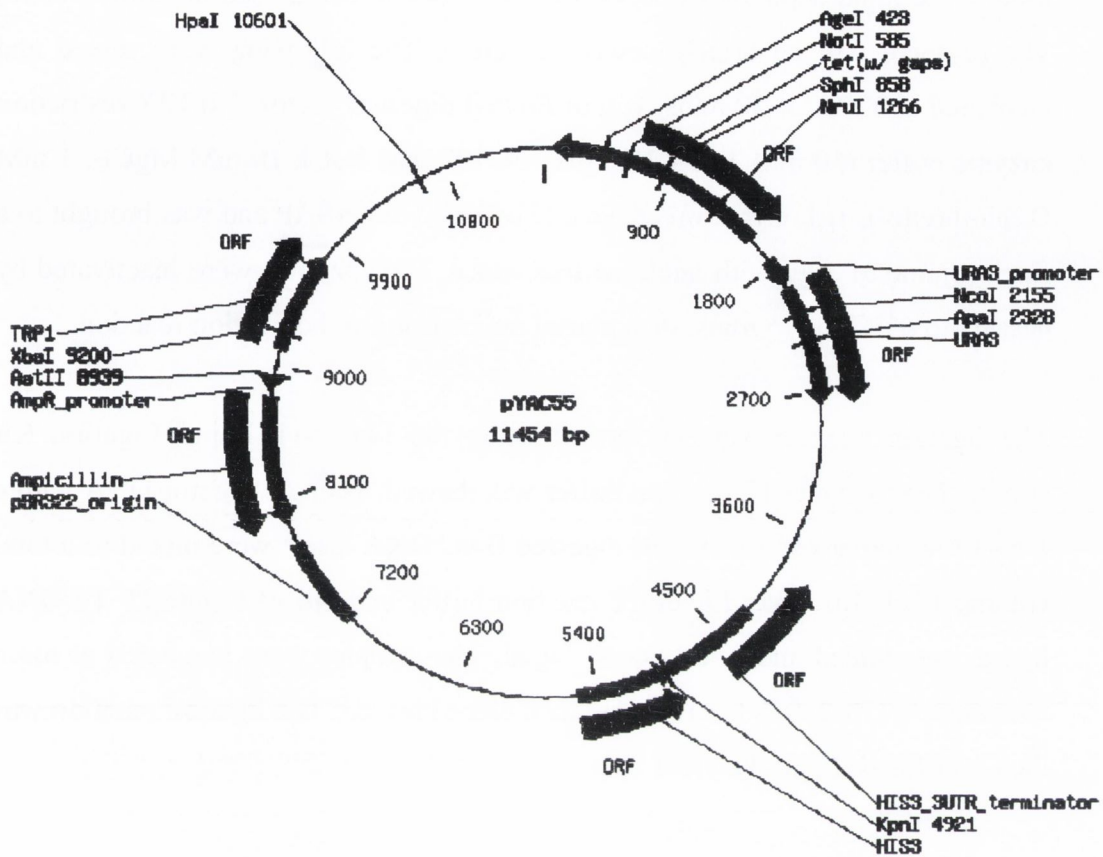 HpaI 10601
AgeI 423
NotI 585
tet(w/ gaps)
SphI 858
NruI 1266
ORF
10800
900
ORF
9900
1800
URA3_promoter
NcoI 2155
ApaI 2328
URA3
ORF
TRP1
XbaI 9200
AatII 8939
AmpR_promoter
9000
2700
pYAC55
11454 bp
ORF
Ampicillin
pBR322_origin
8100
3600
7200
4500
6300
5400
ORF
ORF
HIS3_3UTR_terminator
KpnI 4921
HIS3